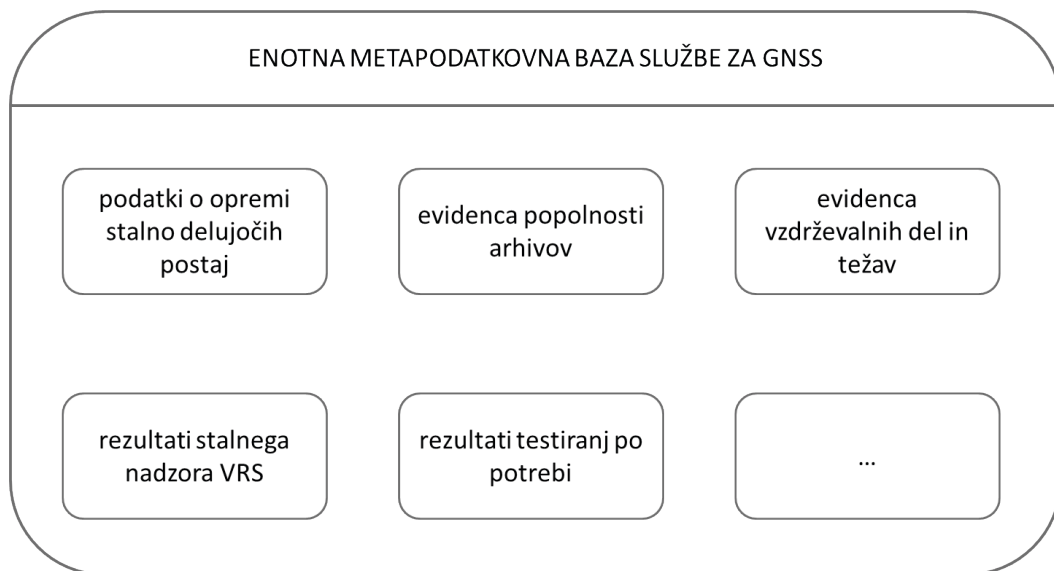 ENOTNA METAPODATKOVNA BAZA SLUŽBE ZA GNSS
podatki o opremi
stalno delujočih
postaj
evidenca popolnosti
arhivov
evidenca
vzdrževalnih del in
težav
rezultati stalnega
nadzora VRS
rezultati testiranj po
potrebi
...